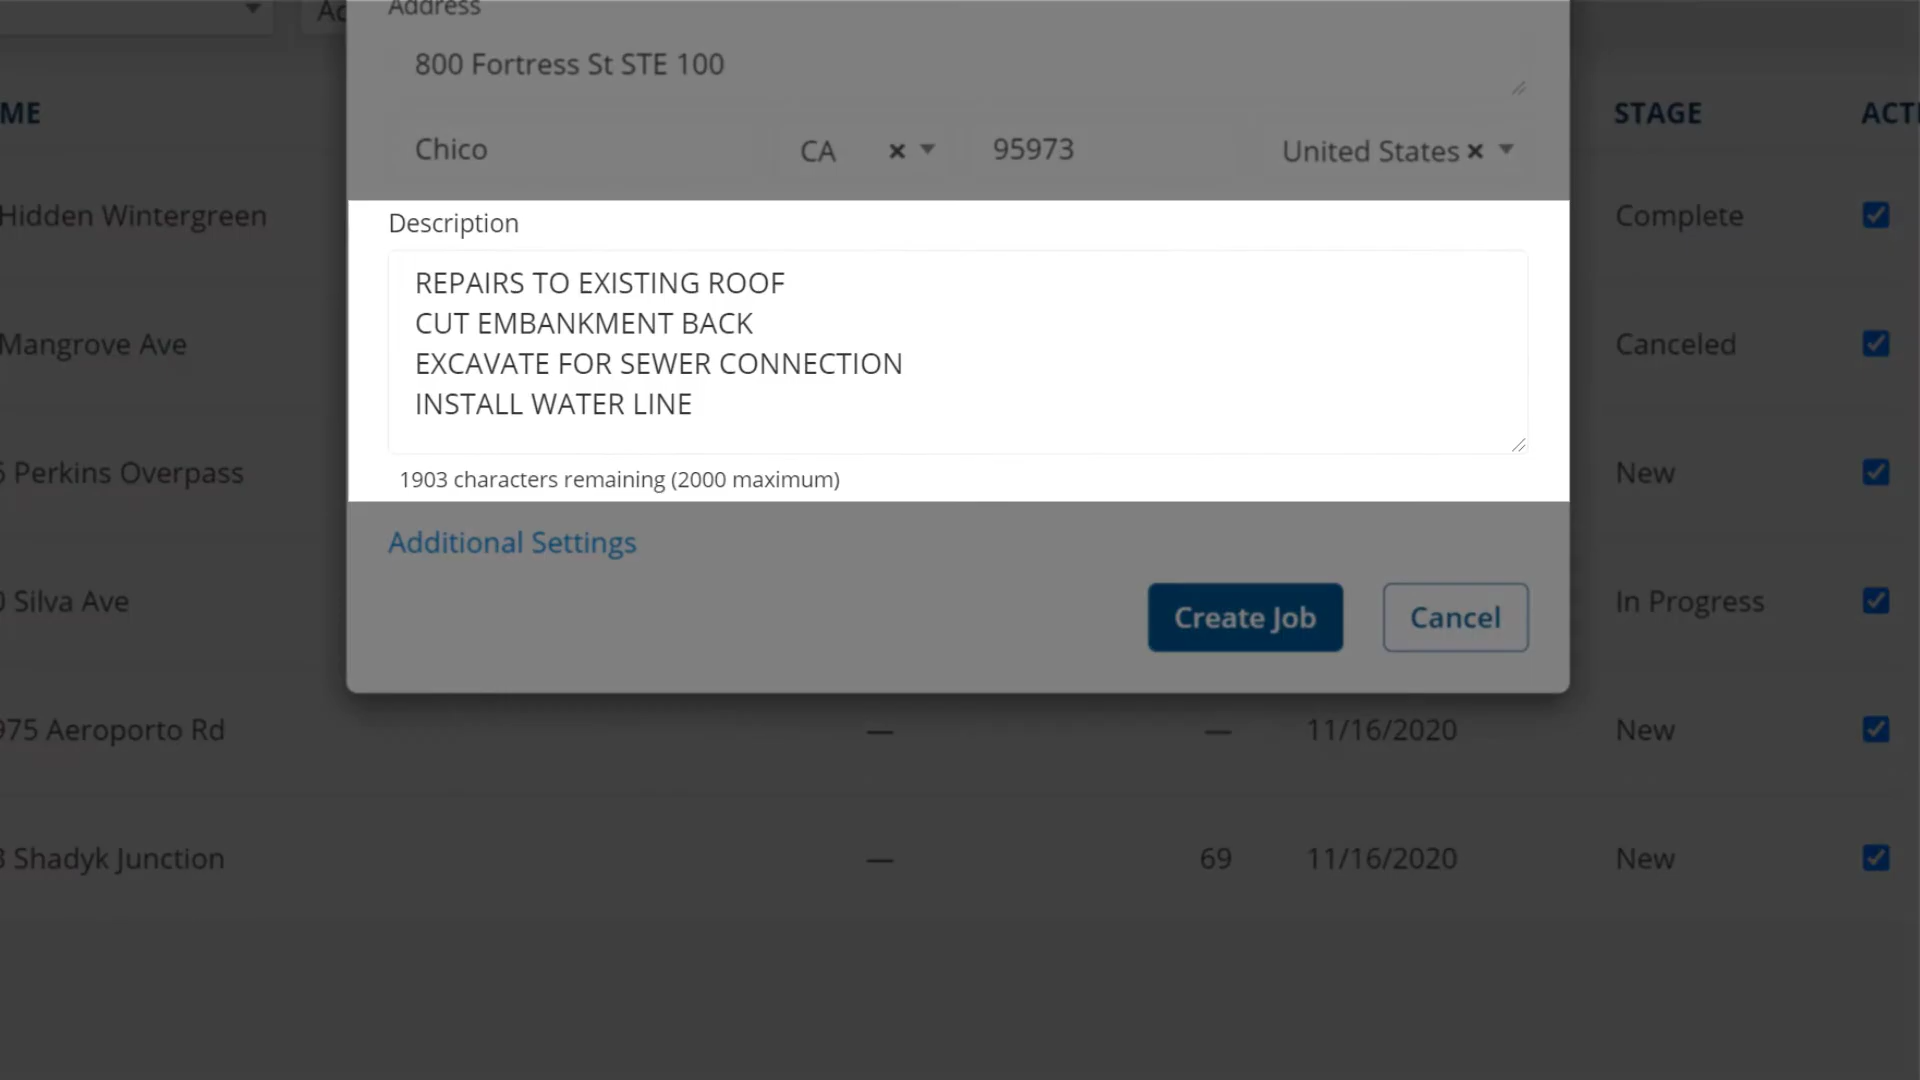 Address
800 Fortress St STE 100
ME STAGE
Chico CA 95973 United States
Description
Hidden Wintergreen Complete
REPAIRS TO EXISTING ROOF
CUT EMBANKMENT BACK
Mangrove Ave Canceled
EXCAVATE FOR SEWER CONNECTION
INSTALL WATER LINE
Perkins Overpass New
1903 characters remaining (2000 maximum)
Additional Settings
Silva Ave In Progress
Create Job Cancel
975 Aeroporto Rd — — 11/16/2020 New
Shadyk Junction — 69 11/16/2020 New